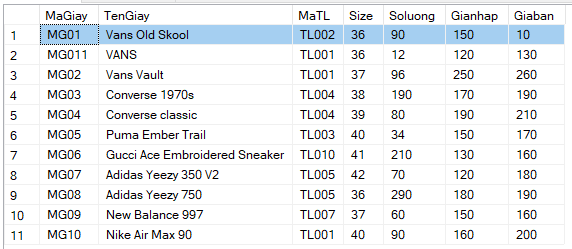 MaGiay TenGiay MaTL Size Soluong Gianhap Giaban
1 MG01 Vans Old Skool TL002 36 90 150 10
2 MG011 VANS TL001 36 12 120 130
3 MG02 Vans Vault TL001 37 96 250 260
4 MG03 Converse 1970s TL004 38 190 170 190
5 MG04 Converse classic TL004 39 80 190 210
6 MG05 Puma Ember Trail TL003 40 34 150 170
7 MG06 Gucci Ace Embroidered Sneaker TL010 41 210 130 160
8 MG07 Adidas Yeezy 350 V2 TL005 42 70 120 180
9 MG08 Adidas Yeezy 750 TL005 36 290 180 190
10 MG09 New Balance 997 TL007 37 60 150 160
11 MG10 Nike Air Max 90 TL001 40 90 160 200